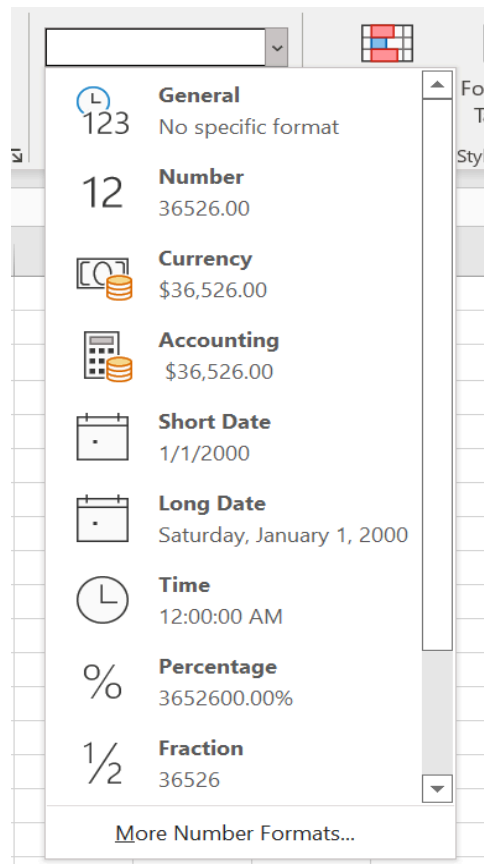 General
123
No specific format
Fo
T
Styl
12
Number
36526.00
Currency
$36,526.00
Accounting
$36,526.00
Short Date
1/1/2000
Long Date
Saturday, January 1, 2000
Time
12:00:00 AM
%
Percentage
3652600.00%
½
Fraction
36526
More Number Formats...